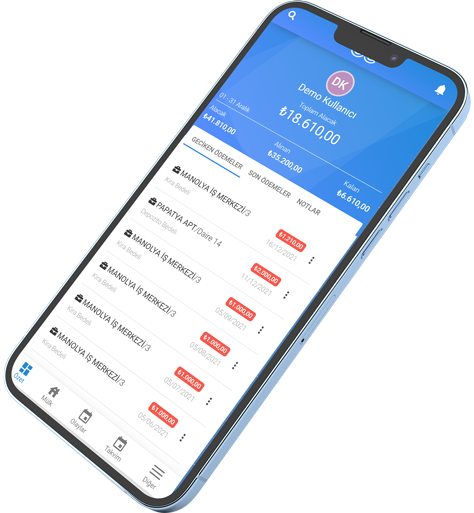 DK
Demo Kullanıcı
Toplam Alacak
₺18.610,00
01 - 31 Aralık
Alacak
₺41.810,00
Alınan
₺35.200,00
Kalan
₺6.610,00
GECİKEN ÖDEMELER
SON ÖDEMELER
NOTLAR
MANOLYA İŞ MERKEZİ/3
Kira Bedeli
₺1.210,00
16/12/2021
PAPATYA APT/Daire 14
Depozito Bedeli
₺2.000,00
11/12/2021
MANOLYA İŞ MERKEZİ/3
Kira Bedeli
₺1.000,00
05/09/2021
MANOLYA İŞ MERKEZİ/3
Kira Bedeli
₺1.000,00
05/08/2021
MANOLYA İŞ MERKEZİ/3
Kira Bedeli
₺1.000,00
05/07/2021
MANOLYA İŞ MERKEZİ/3
Kira Bedeli
₺1.000,00
05/06/2021
Özet
Mülk
Olaylar
Takvim
Diğer